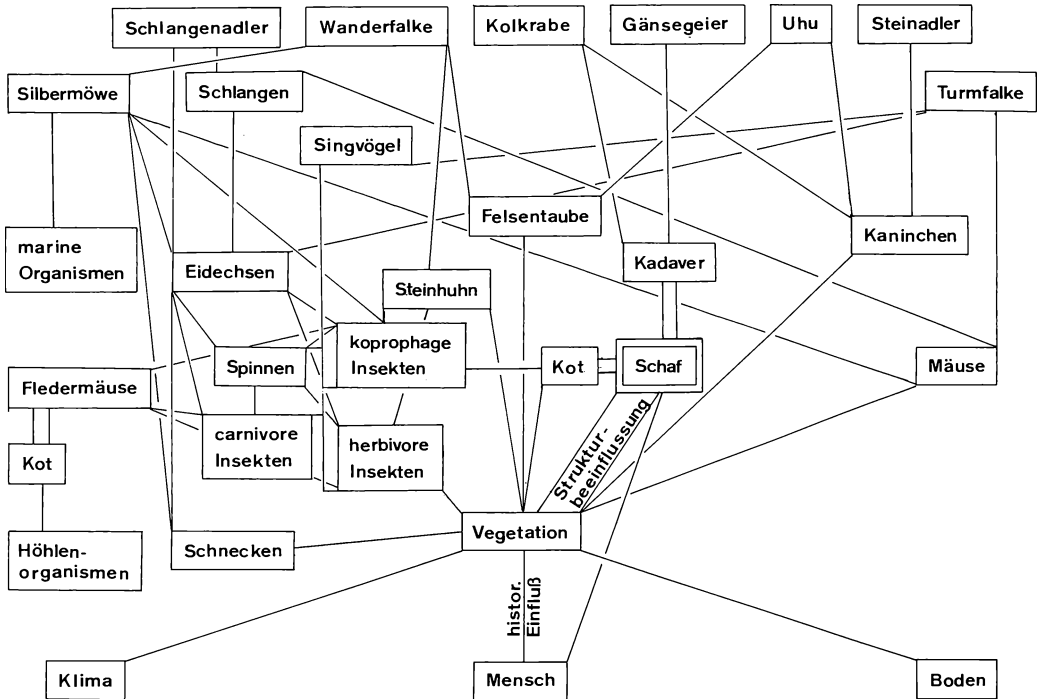 Schlangenadler
Wanderfalke
Kolkrabe
Gänsegeier
Uhu
Steinadler
Silbermöwe
Schlangen
Turmfalke
Singvögel
Felsentaube
marine
Organismen
Kaninchen
Eidechsen
Kadaver
Steinhuhn
koprophage
Insekten
Spinnen
Kot
Schaf
Mäuse
Fledermäuse
carnivore
Insekten
herbivore
Insekten
Struktur-
beeinflussung
Kot
Vegetation
Höhlen-
organismen
Schnecken
histor.
Einfluß
Klima
Mensch
Boden